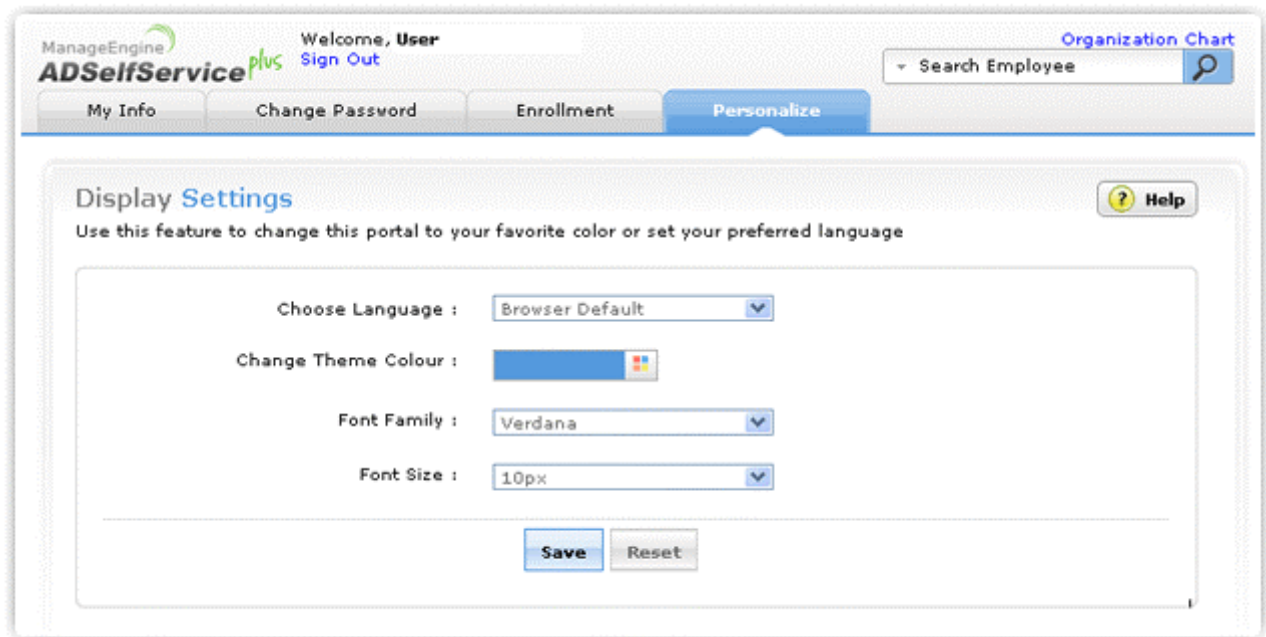 ManageEngine
ADSelfService plus
Welcome, User
Sign Out
Organization Chart
Search Employee
My Info
Change Password
Enrollment
Personalize
Display Settings
? Help
Use this feature to change this portal to your favorite color or set your preferred language
Choose Language : Browser Default
Change Theme Colour :
Font Family : Verdana
Font Size : 10px
Save Reset